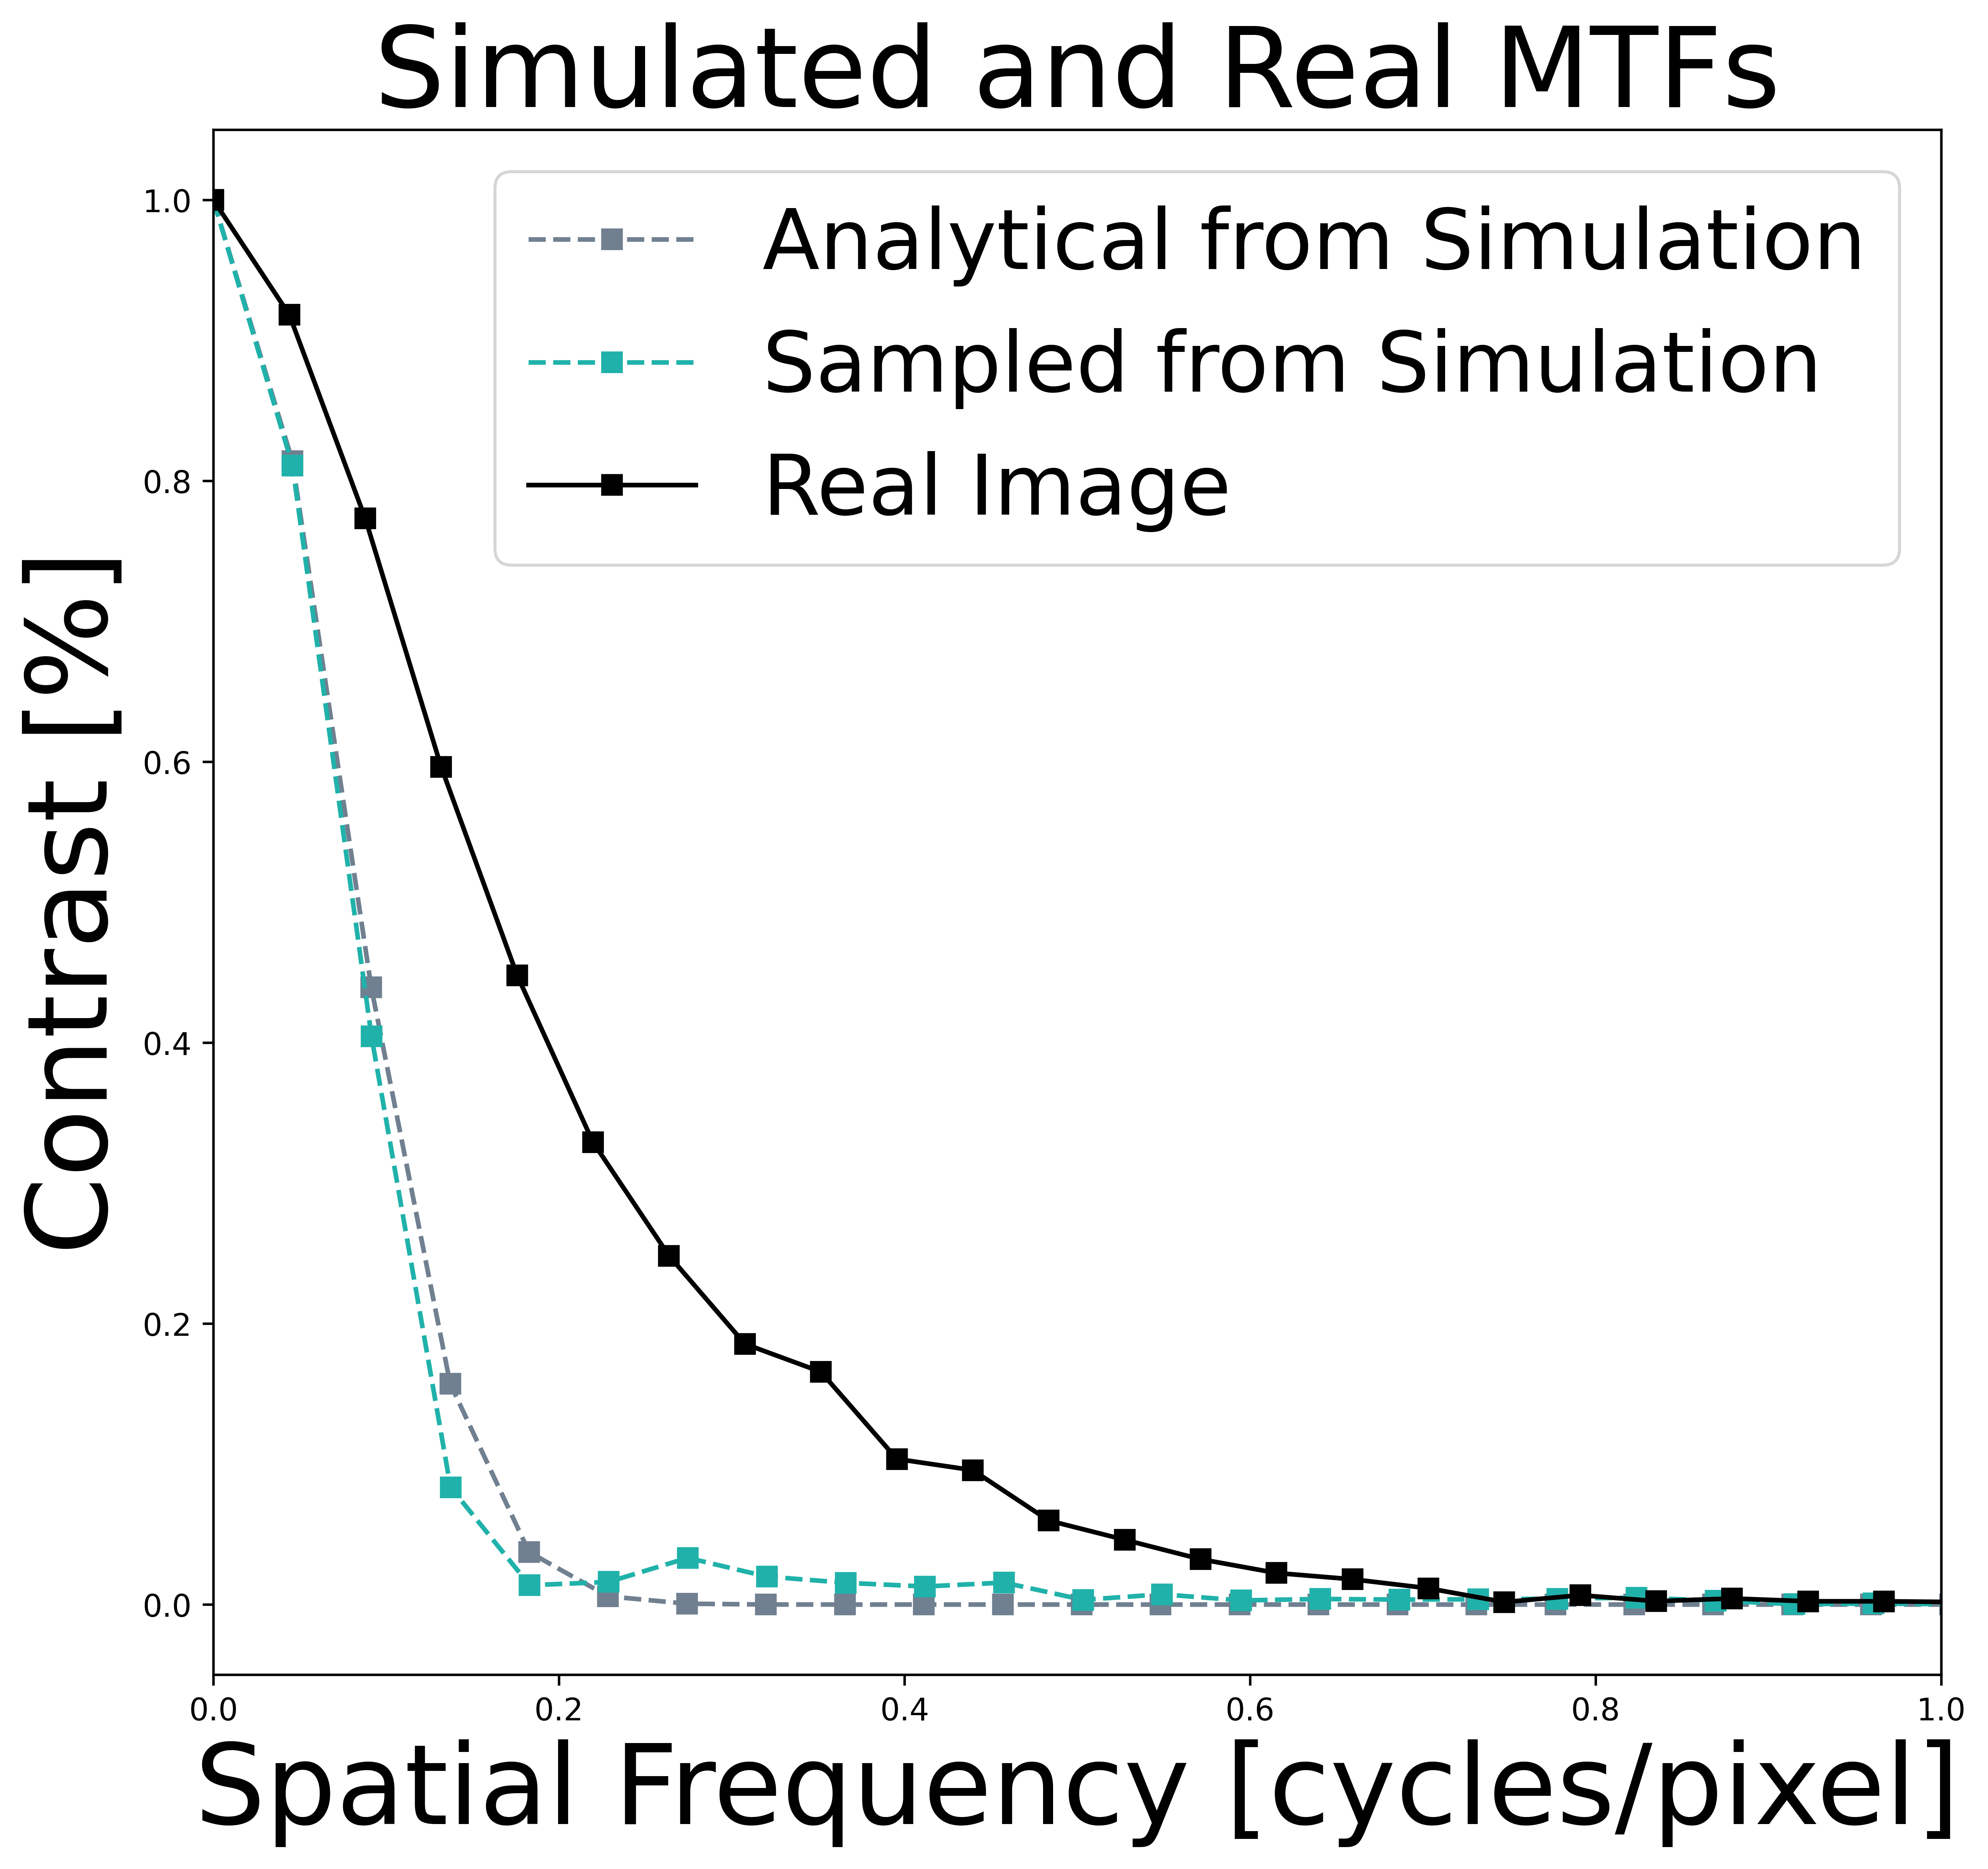 Simulated and Real MTFs
Analytical from Simulation
Sampled from Simulation
Real Image
Contrast [%]
1.0
0.8
0.6
0.4
0.2
0.0
0.0 0.2 0.4 0.6 0.8 1.0
Spatial Frequency [cycles/pixel]